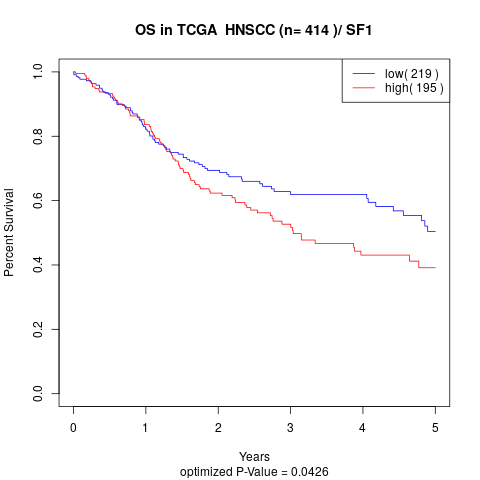 OS in TCGA HNSCC (n= 414 )/ SF1
low( 219 )
high( 195 )
Percent Survival
1.0
0.8
0.6
0.4
0.2
0.0
0 1 2 3 4 5
Years
optimized P-Value = 0.0426